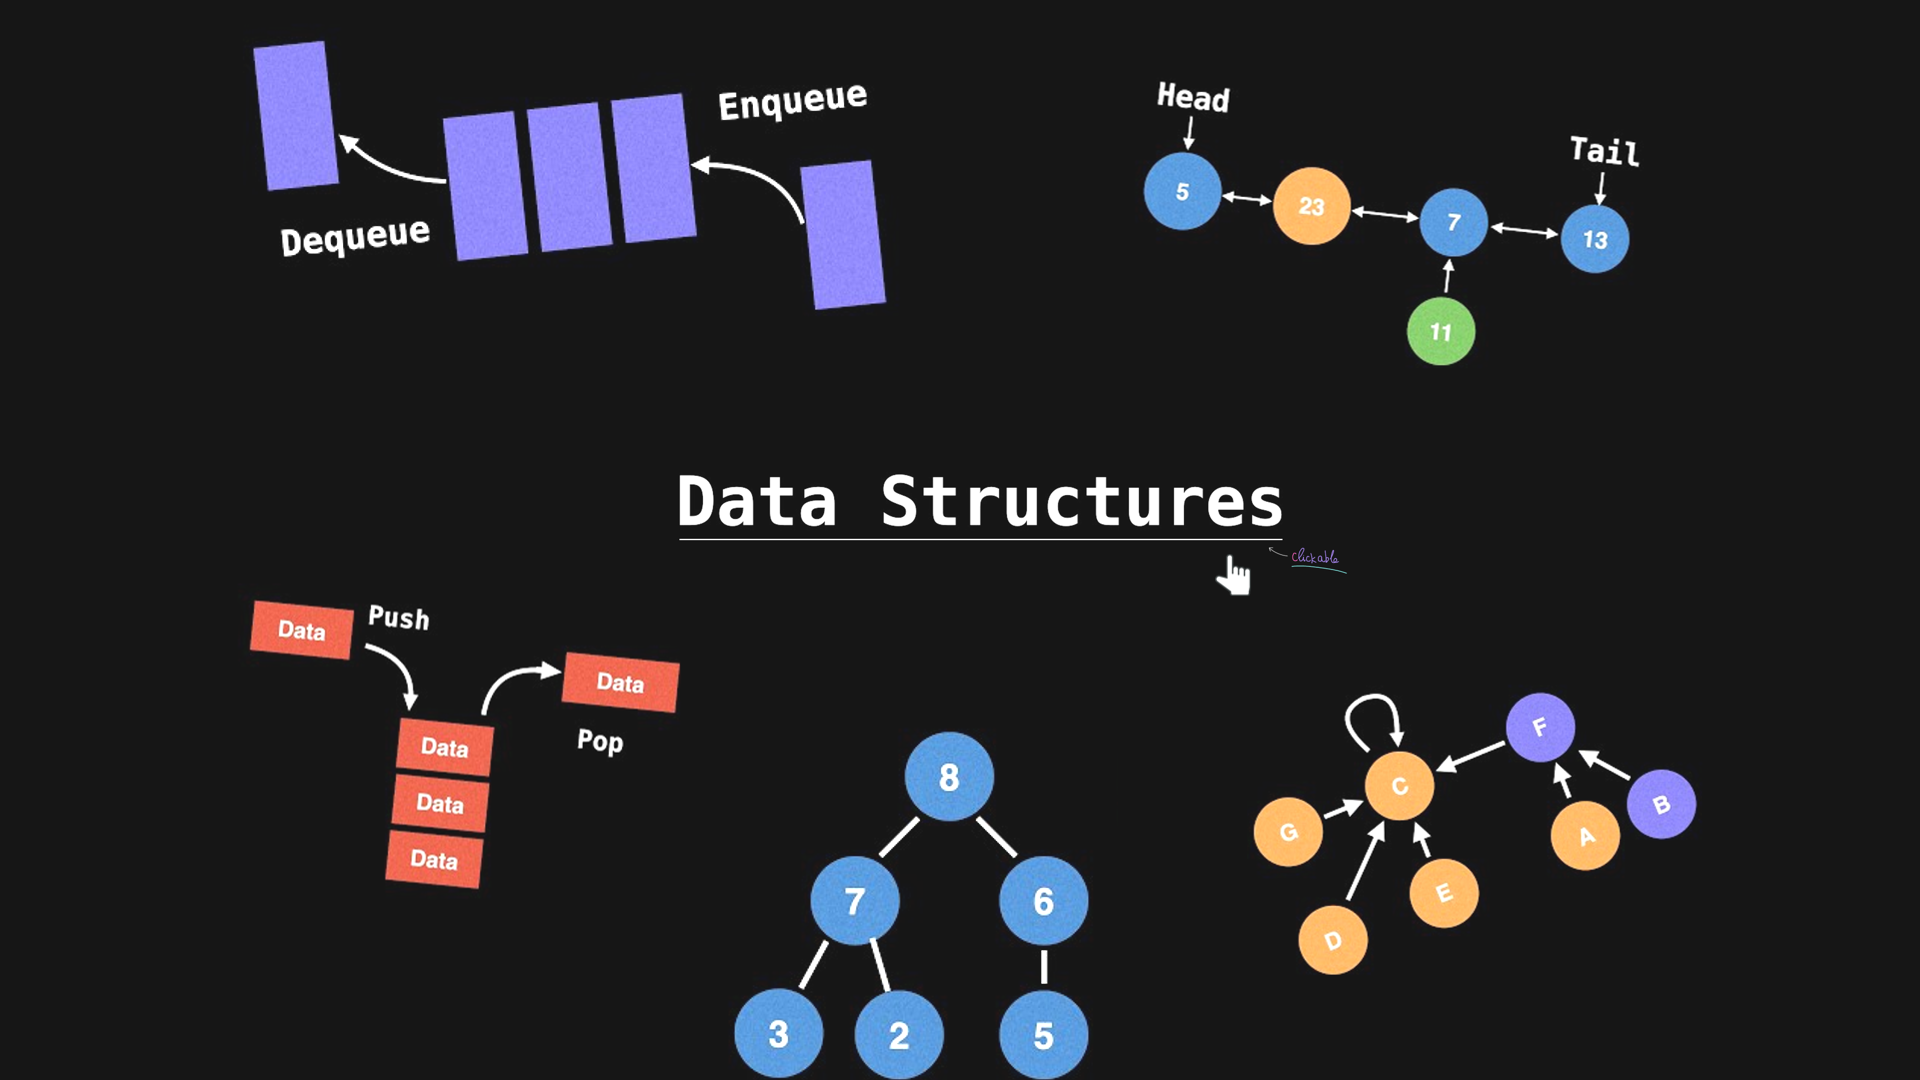 Enqueue
Dequeue
Head
Tail
5
23
7
13
11
Data Structures
clickable
Data
Push
Data
Pop
Data
Data
Data
8
7
6
3
2
5
F
C
B
G
A
E
D